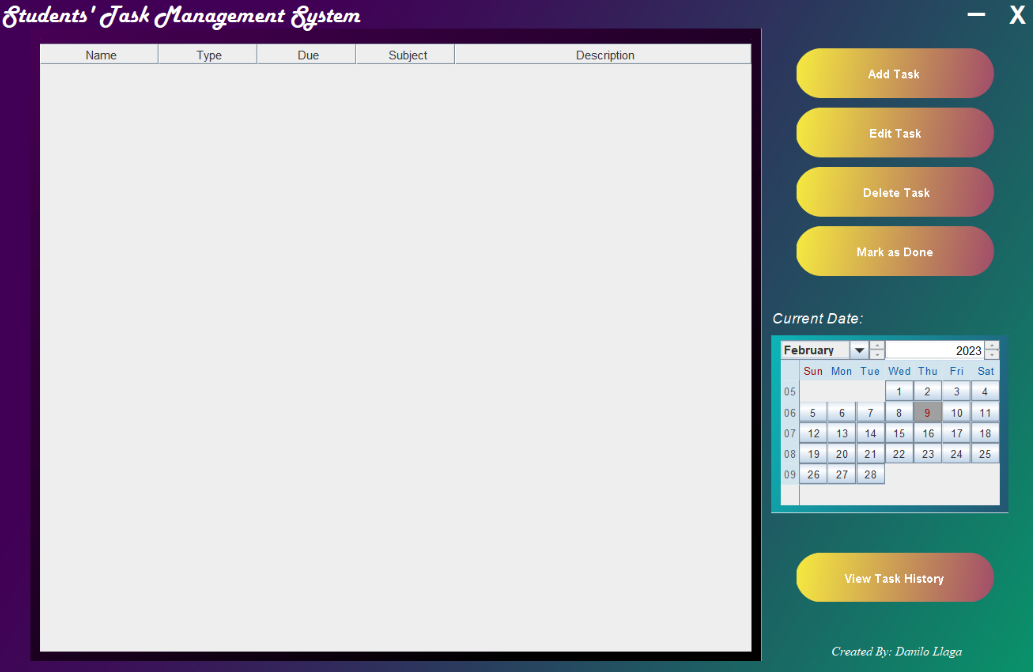 Students' Task Management System
— X
Name Type Due Subject Description
Add Task
Edit Task
Delete Task
Mark as Done
Current Date:
February 2023
Sun Mon Tue Wed Thu Fri Sat
05 1 2 3 4
06 5 6 7 8 9 10 11
07 12 13 14 15 16 17 18
08 19 20 21 22 23 24 25
09 26 27 28
View Task History
Created By: Danilo Llaga